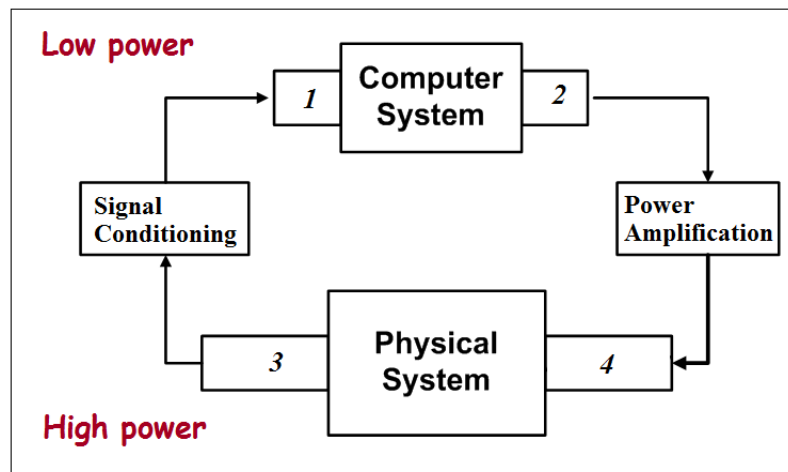 Low power
1
Computer
System
2
Signal
Conditioning
Power
Amplification
3
Physical
System
4
High power